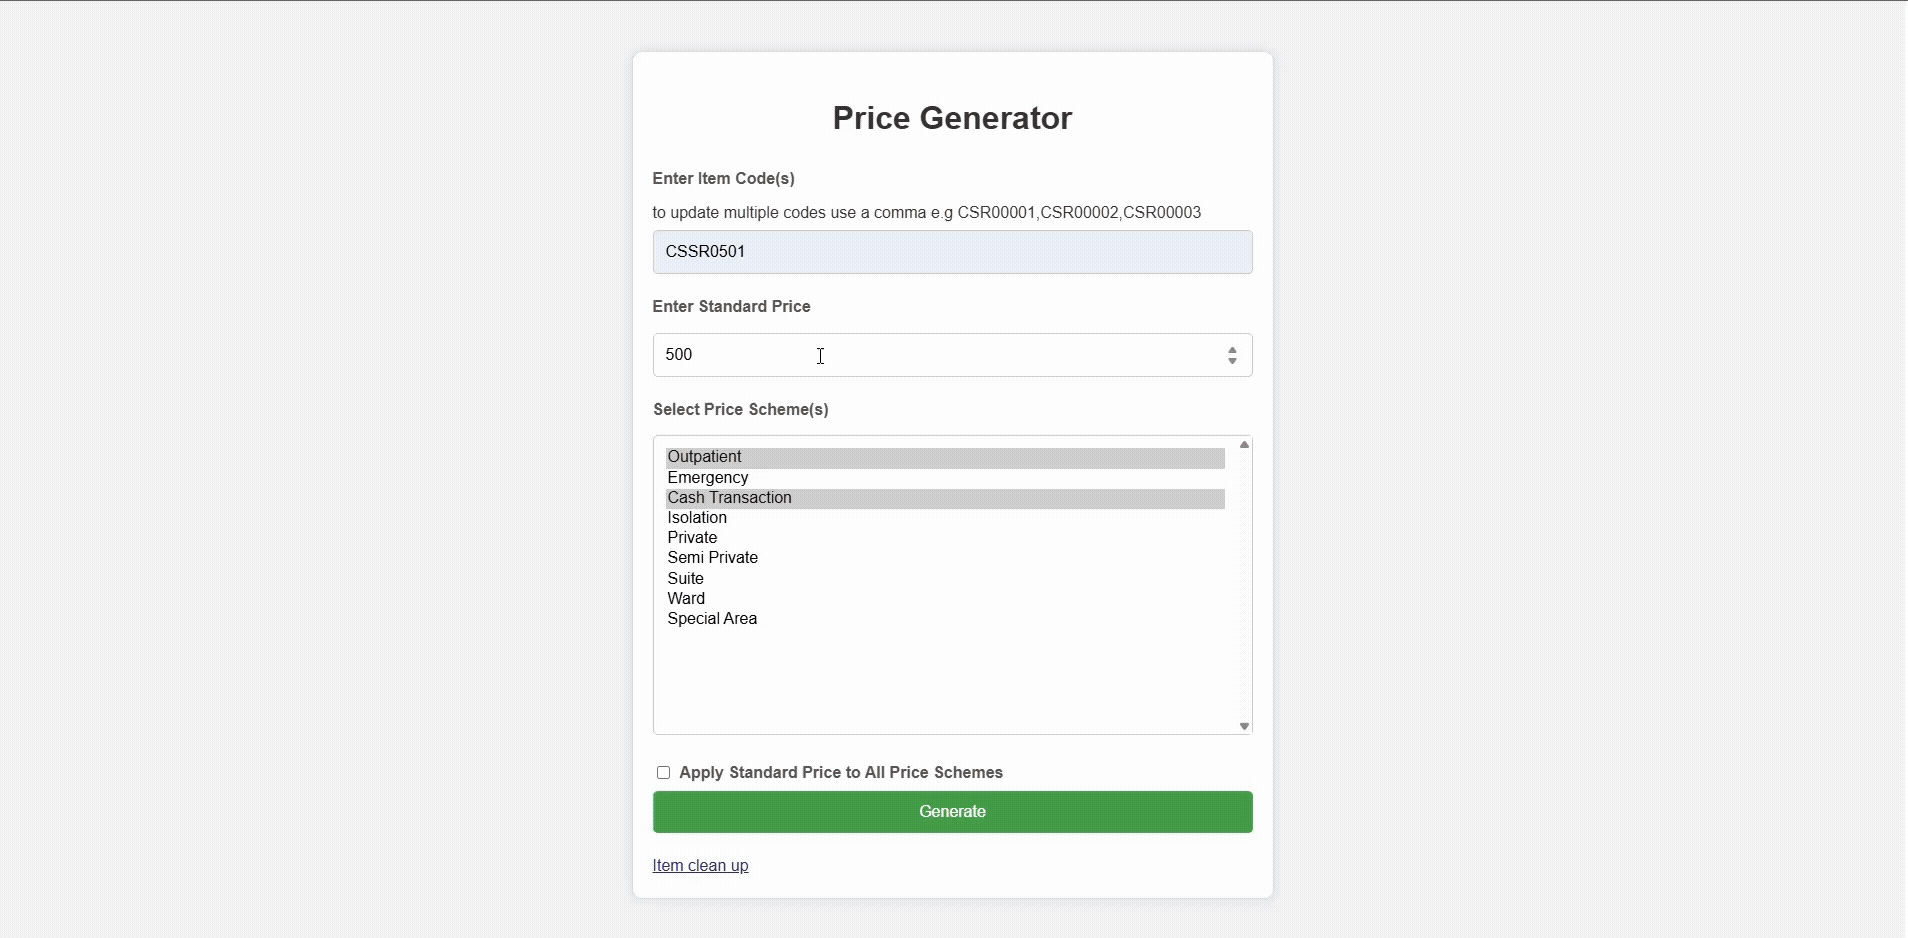 Price Generator
Enter Item Code(s)
to update multiple codes use a comma e.g CSR00001,CSR00002,CSR00003
CSSR0501
Enter Standard Price
500
Select Price Scheme(s)
Outpatient
Emergency
Cash Transaction
Isolation
Private
Semi Private
Suite
Ward
Special Area
Apply Standard Price to All Price Schemes
Generate
Item clean up